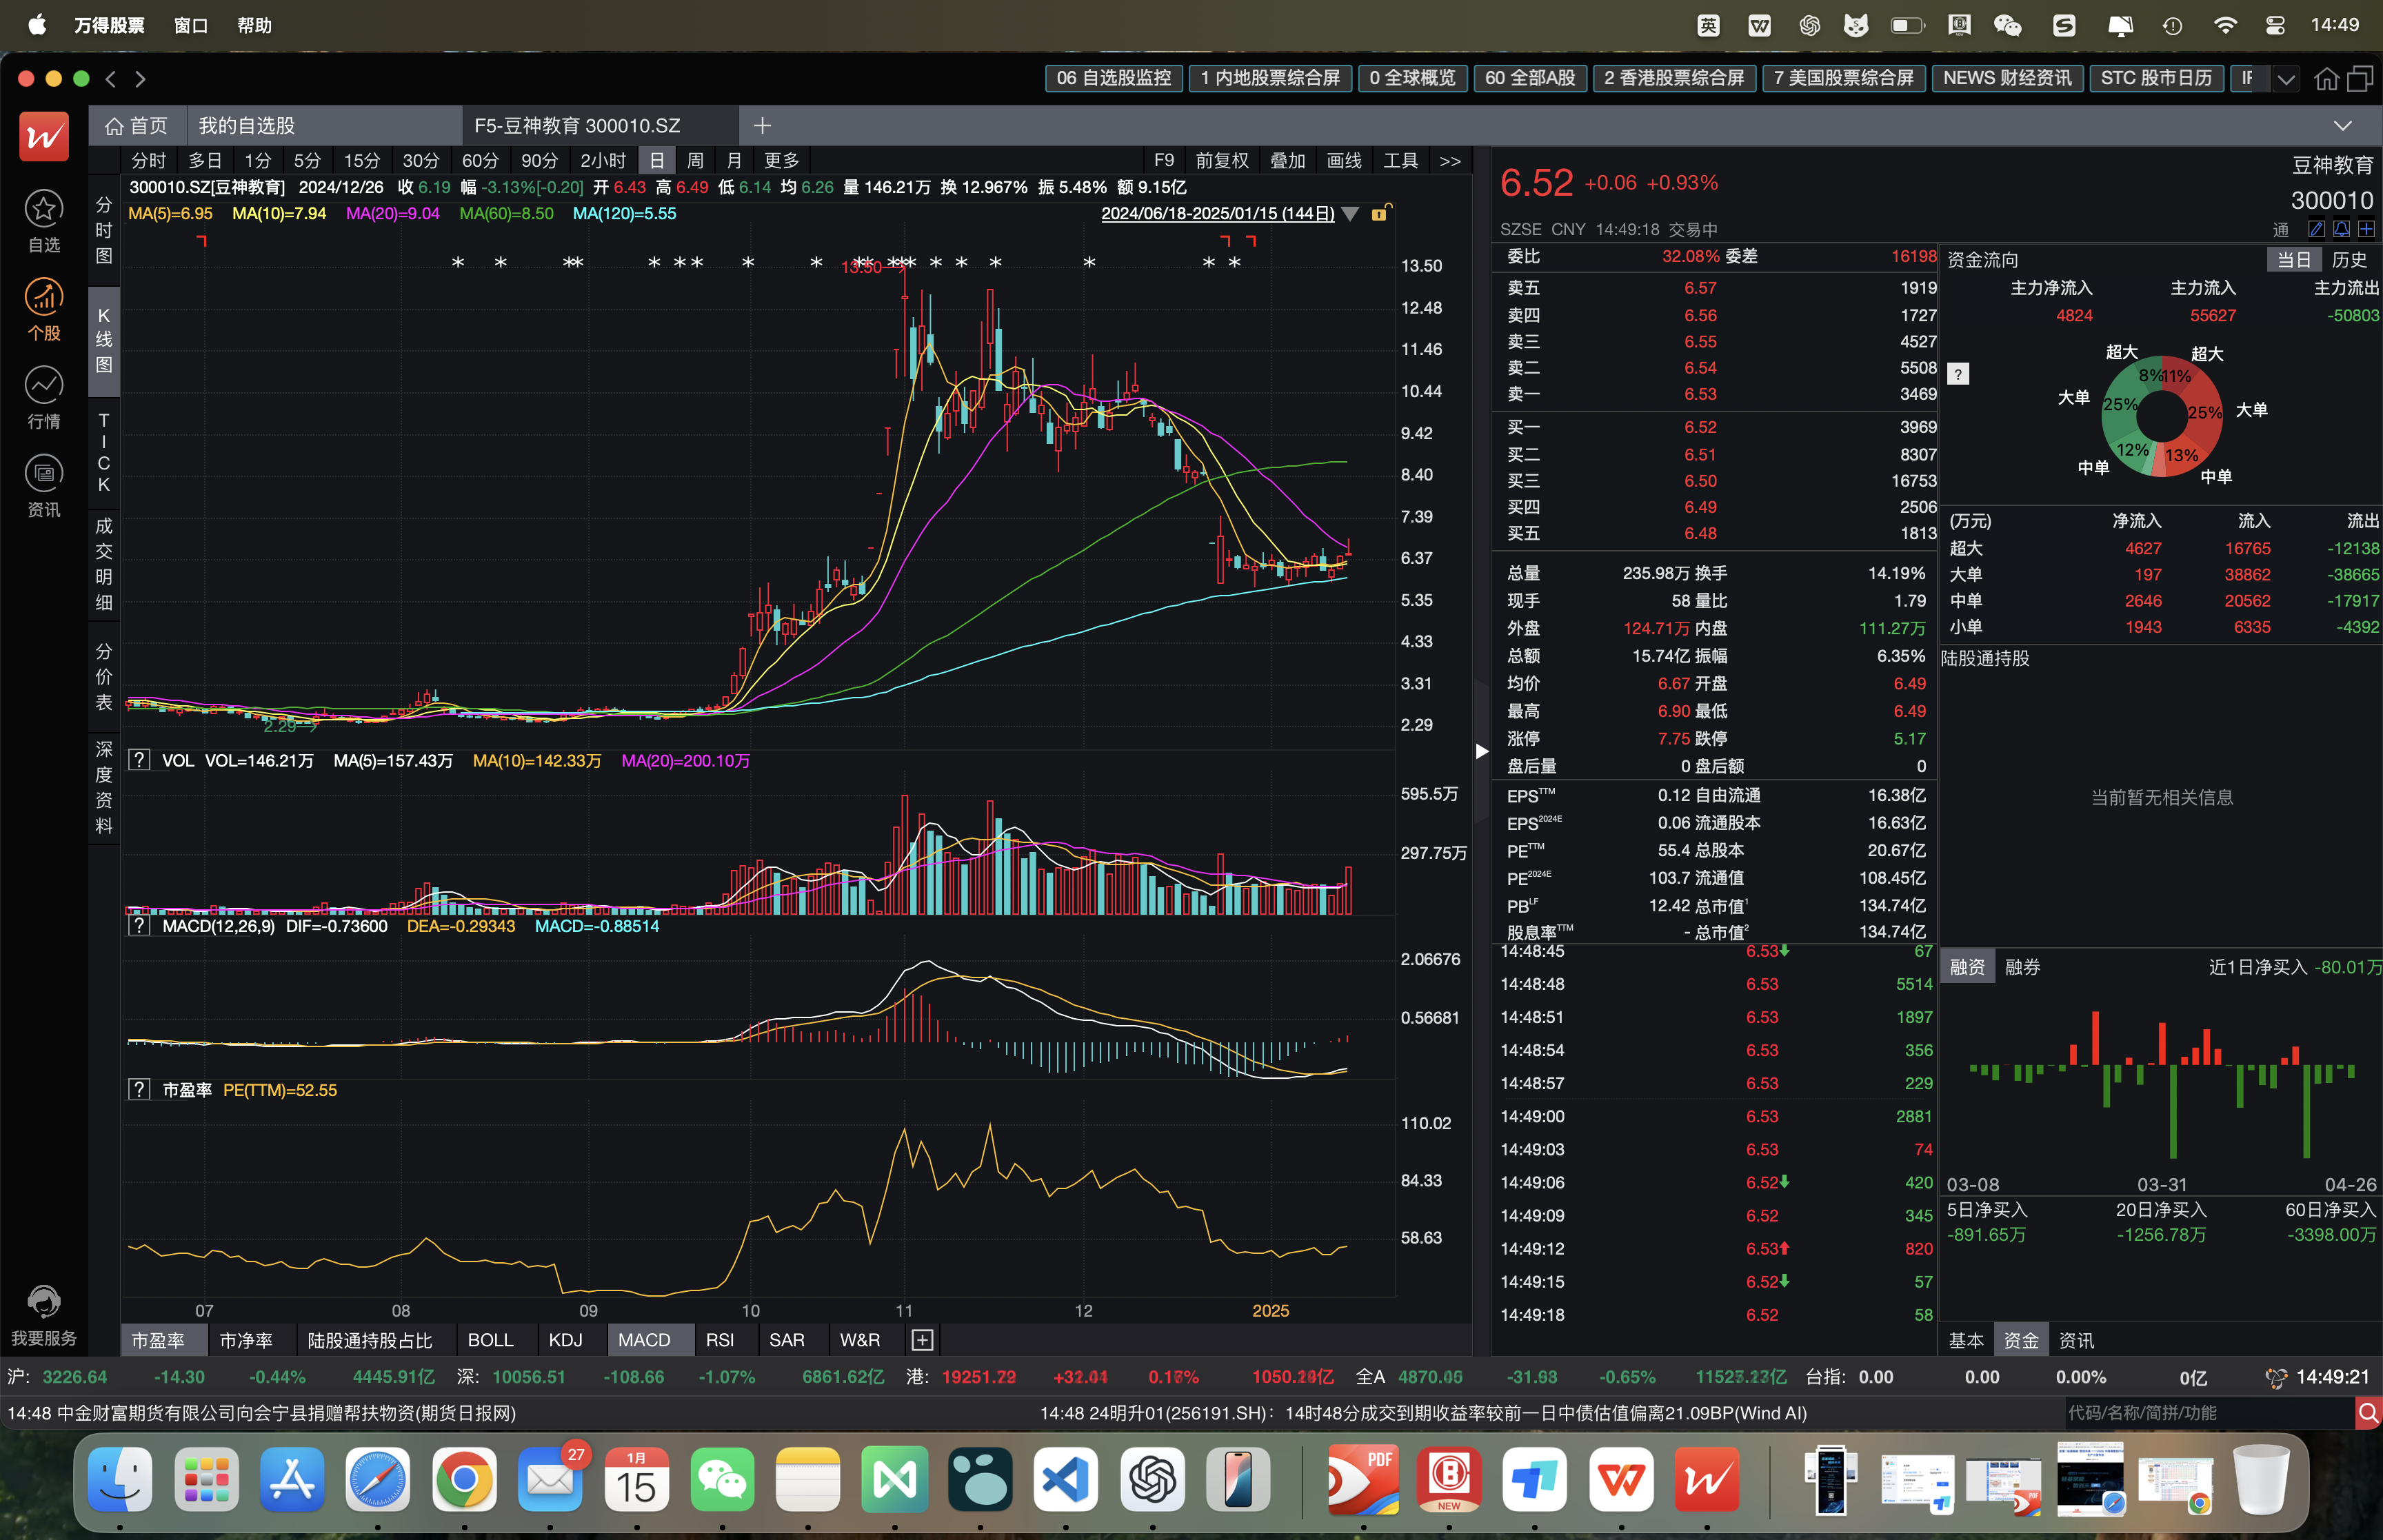 万得股票 窗口 帮助 英 14:49
06 自选股监控 1 内地股票综合屏 0 全球概览 60 全部A股 2 香港股票综合屏 7 美国股票综合屏 NEWS 财经资讯 STC 股市日历
首页 我的自选股 F5-豆神教育 300010.SZ
分时 多日 1分 5分 15分 30分 60分 90分 2小时 日 周 月 更多 F9 前复权 叠加 画线 工具 >>
300010.SZ[豆神教育] 2024/12/26 收 6.19 幅 -3.13%[-0.20] 开 6.43 高 6.49 低 6.14 均 6.26 量 146.21万 换 12.967% 振 5.48% 额 9.15亿
MA(5)=6.95 MA(10)=7.94 MA(20)=9.04 MA(60)=8.50 MA(120)=5.55 2024/06/18-2025/01/15 (144日)
自选
个股
行情
资讯
我要服务
分时图
K线图
TICK
成交明细
分价表
深度资料
13.50
2.29
13.50
12.48
11.46
10.44
9.42
8.40
7.39
6.37
5.35
4.33
3.31
2.29
? VOL VOL=146.21万 MA(5)=157.43万 MA(10)=142.33万 MA(20)=200.10万
595.5万
297.75万
? MACD(12,26,9) DIF=-0.73600 DEA=-0.29343 MACD=-0.88514
2.06676
0.56681
? 市盈率 PE(TTM)=52.55
110.02
84.33
58.63
07 08 09 10 11 12 2025
市盈率 市净率 陆股通持股占比 BOLL KDJ MACD RSI SAR W&R
6.52 +0.06 +0.93%
豆神教育
300010
SZSE CNY 14:49:18 交易中 通
委比 32.08% 委差 16198
卖五 6.57 1919
卖四 6.56 1727
卖三 6.55 4527
卖二 6.54 5508
卖一 6.53 3469
买一 6.52 3969
买二 6.51 8307
买三 6.50 16753
买四 6.49 2506
买五 6.48 1813
总量 235.98万 换手 14.19%
现手 58 量比 1.79
外盘 124.71万 内盘 111.27万
总额 15.74亿 振幅 6.35%
均价 6.67 开盘 6.49
最高 6.90 最低 6.49
涨停 7.75 跌停 5.17
盘后量 0 盘后额 0
EPSTTM 0.12 自由流通 16.38亿
EPS2024E 0.06 流通股本 16.63亿
PETTM 55.4 总股本 20.67亿
PE2024E 103.7 流通值 108.45亿
PBLF 12.42 总市值1 134.74亿
股息率TTM - 总市值2 134.74亿
14:48:45 6.53 67
14:48:48 6.53 5514
14:48:51 6.53 1897
14:48:54 6.53 356
14:48:57 6.53 229
14:49:00 6.53 2881
14:49:03 6.53 74
14:49:06 6.52 420
14:49:09 6.52 345
14:49:12 6.53 820
14:49:15 6.52 57
14:49:18 6.52 58
资金流向 当日 历史
主力净流入 主力流入 主力流出
4824 55627 -50803
?
超大 超大
8% 11%
大单 25% 25% 大单
12% 13%
中单 中单
(万元) 净流入 流入 流出
超大 4627 16765 -12138
大单 197 38862 -38665
中单 2646 20562 -17917
小单 1943 6335 -4392
陆股通持股
当前暂无相关信息
融资 融券 近1日净买入 -80.01万
03-08 03-31 04-26
5日净买入 20日净买入 60日净买入
-891.65万 -1256.78万 -3398.00万
基本 资金 资讯
沪: 3226.64 -14.30 -0.44% 4445.91亿 深: 10056.51 -108.66 -1.07% 6861.62亿 港: 全A -0.65% 台指: 0.00 0.00 0.00% 0亿 14:49:21
14:48 中金财富期货有限公司向会宁县捐赠帮扶物资(期货日报网) 14:48 24明升01(256191.SH)：14时48分成交到期收益率较前一日中债估值偏离21.09BP(Wind AI) 代码/名称/简拼/功能
27
1月
15
PDF
NEW